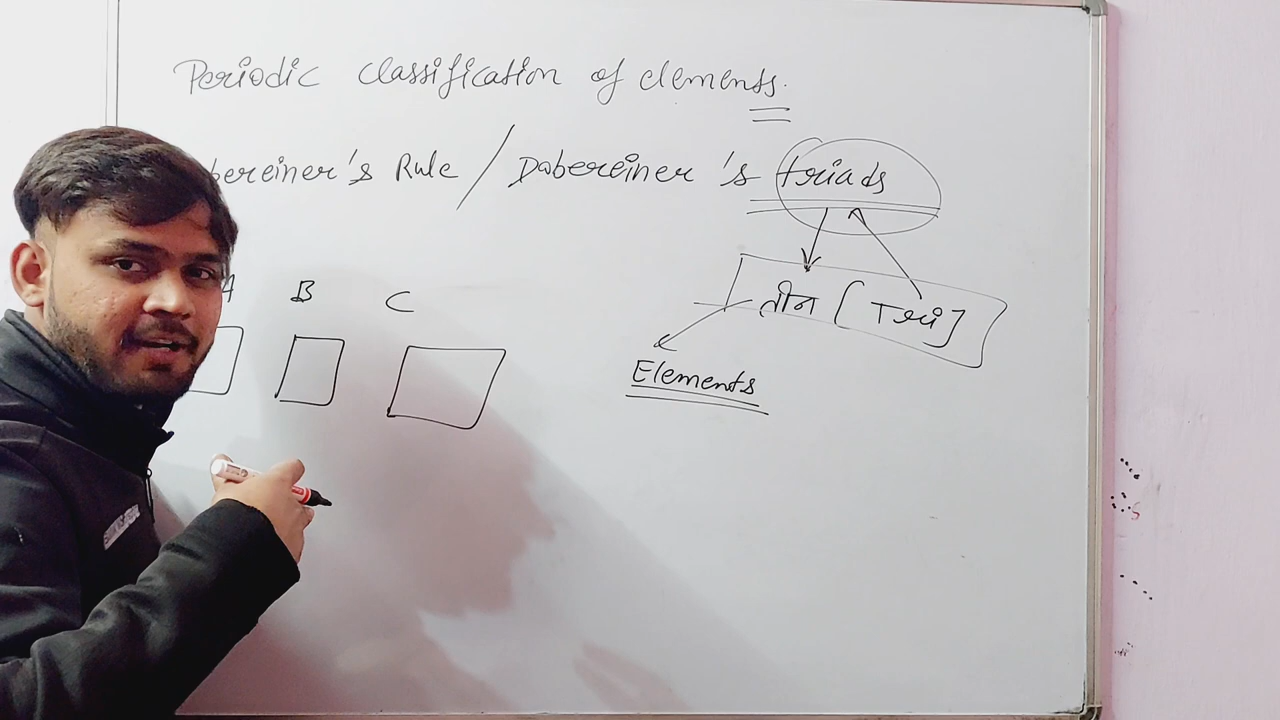 Periodic classification of elements.
bereiner's Rule / Dobereiner's triads
A B C
तीन [Tri]
Elements